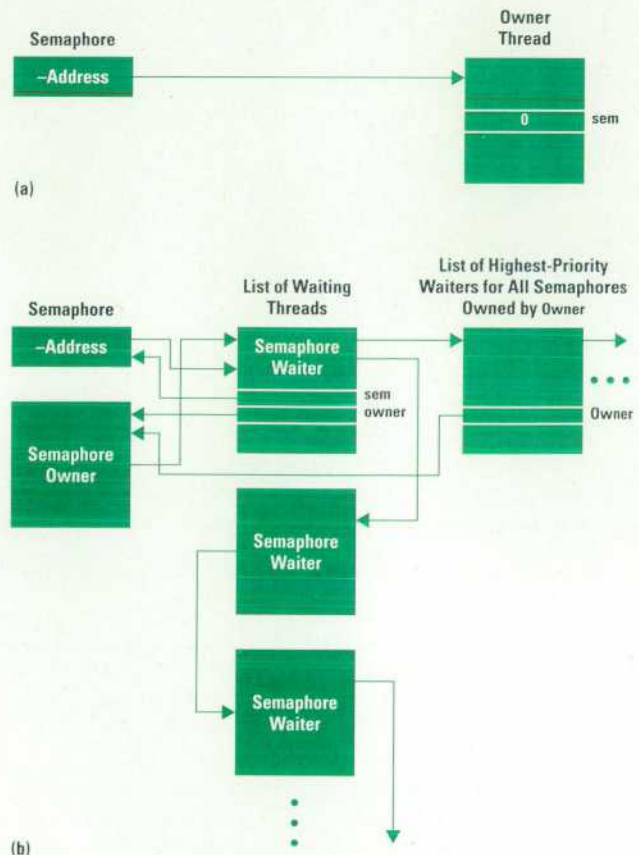 Semaphore
–Address
Owner
Thread
0
sem
(a)
Semaphore
–Address
Semaphore
Owner
List of Waiting
Threads
Semaphore
Waiter
sem
owner
List of Highest-Priority
Waiters for All Semaphores
Owned by Owner
Owner
Semaphore
Waiter
Semaphore
Waiter
(b)